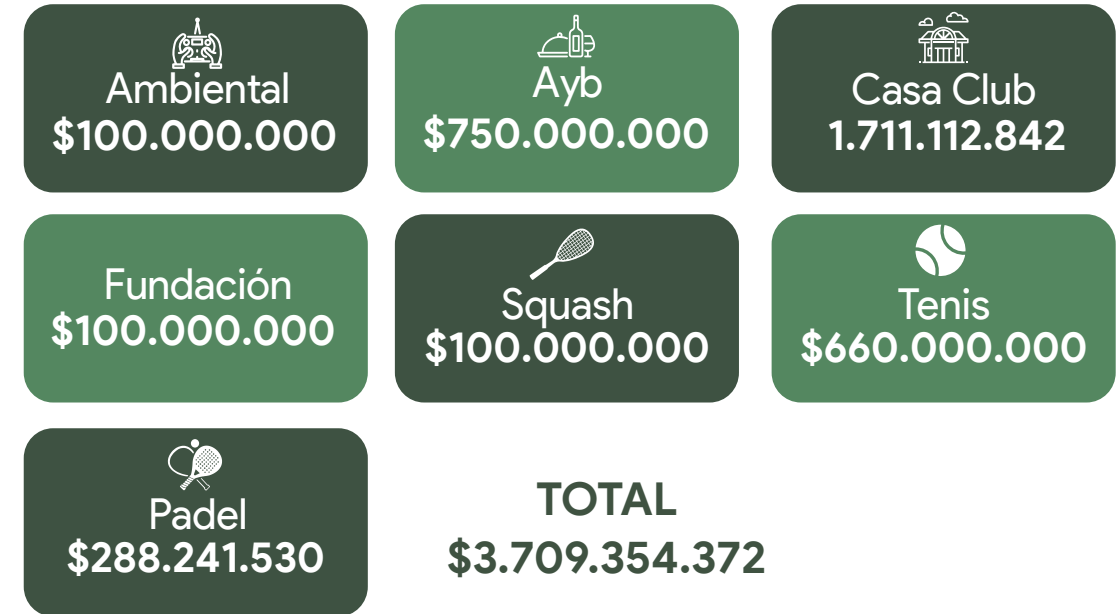 Ambiental
$100.000.000
Ayb
$750.000.000
Casa Club
1.711.112.842
Fundación
$100.000.000
Squash
$100.000.000
Tenis
$660.000.000
Padel
$288.241.530
TOTAL
$3.709.354.372